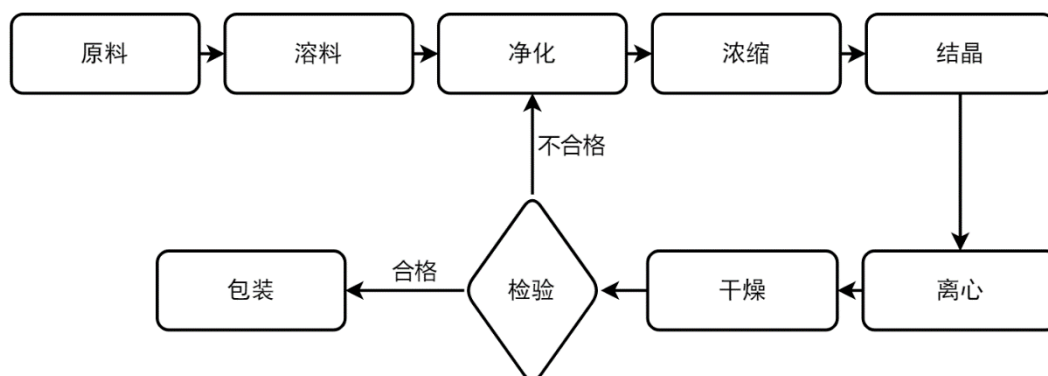 原料
溶料
净化
浓缩
结晶
不合格
包装
合格
检验
干燥
离心